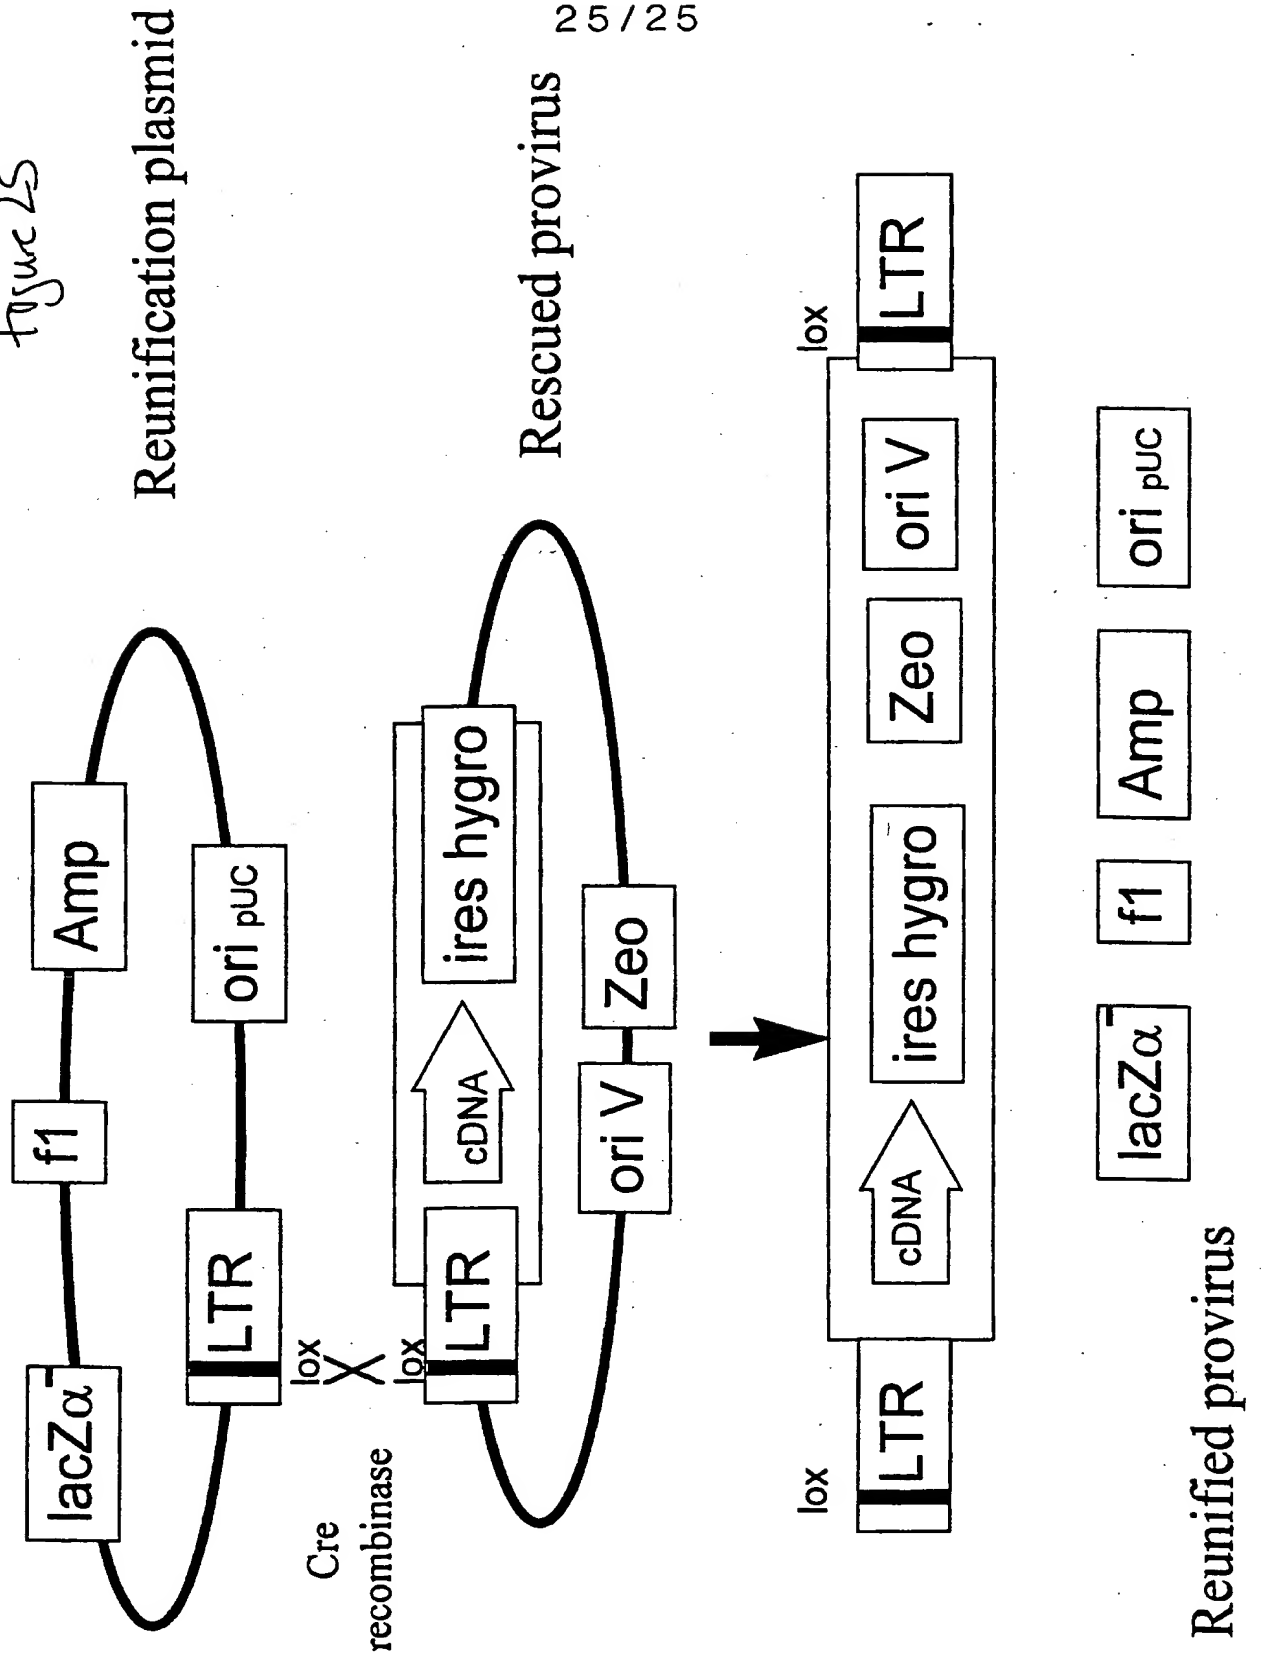 25/25
Figure 25
Reunification plasmid
lacZα⁻
f1
Amp
LTR
ori pUC
lox
Cre
recombinase
lox
Rescued provirus
LTR
cDNA
ires hygro
ori V
Zeo
lox
lox
LTR
cDNA
ires hygro
Zeo
ori V
LTR
lacZα⁻
f1
Amp
ori pUC
Reunified provirus